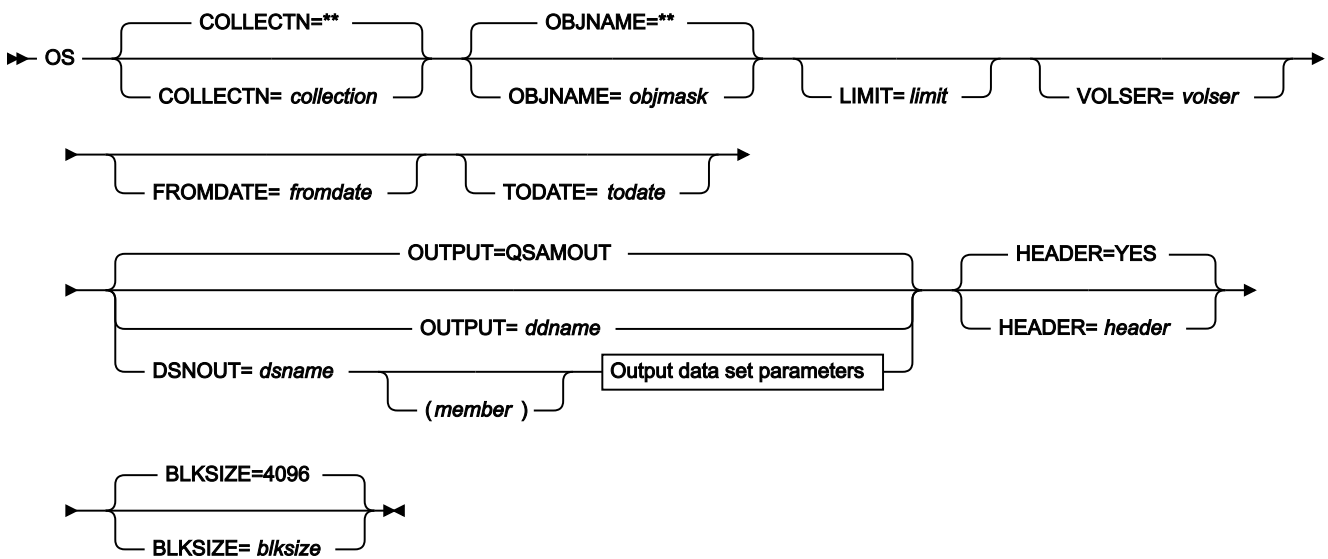 COLLECTN=** OBJNAME=**
OS
COLLECTN= collection OBJNAME= objmask LIMIT= limit VOLSER= volser
FROMDATE= fromdate TODATE= todate
OUTPUT=QSAMOUT HEADER=YES
OUTPUT= ddname HEADER= header
DSNOUT= dsname Output data set parameters
( member )
BLKSIZE=4096
BLKSIZE= blksize